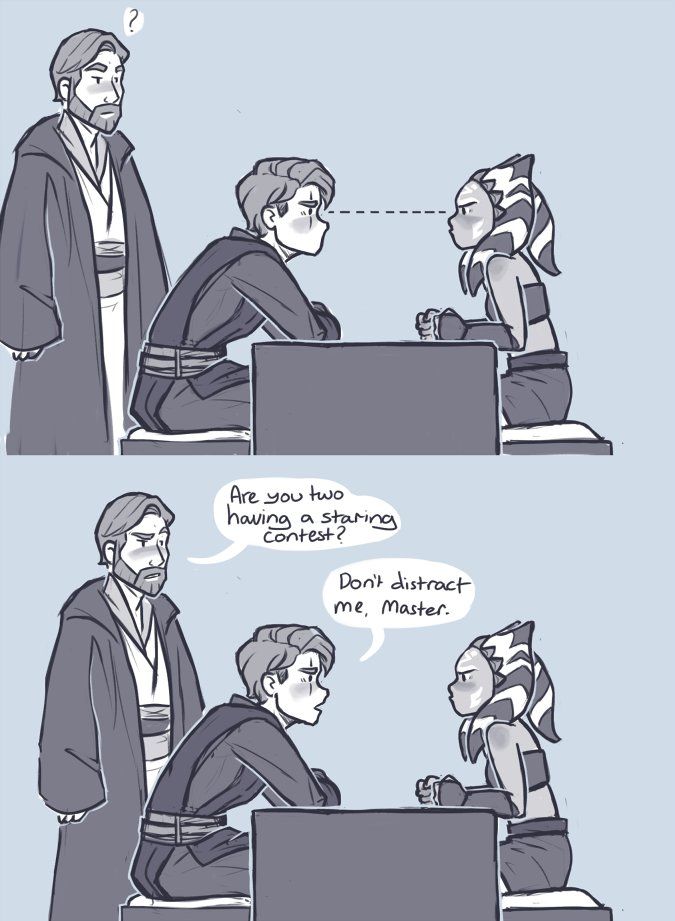 ?
Are you two
having a staring
contest?
Don't distract
me, Master.